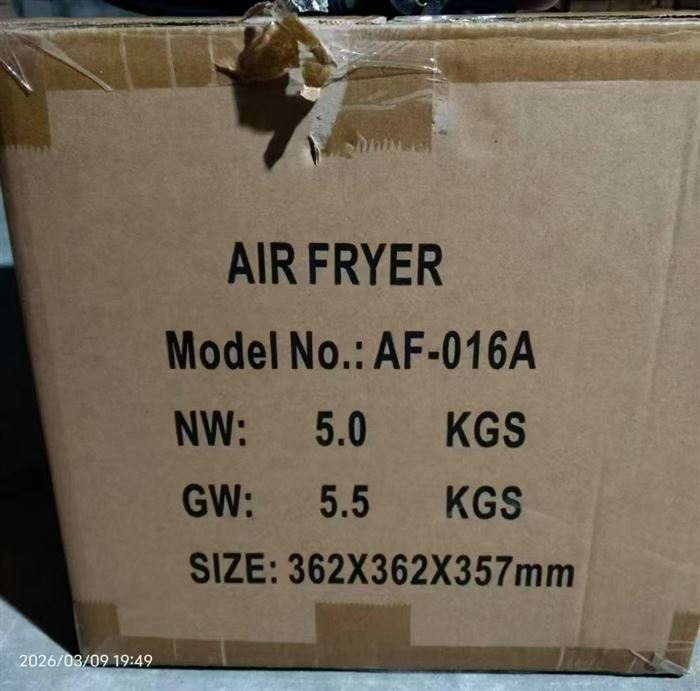 AIR FRYER
Model No.: AF-016A
NW: 5.0 KGS
GW: 5.5 KGS
SIZE: 362X362X357mm
2026/03/09 19:49